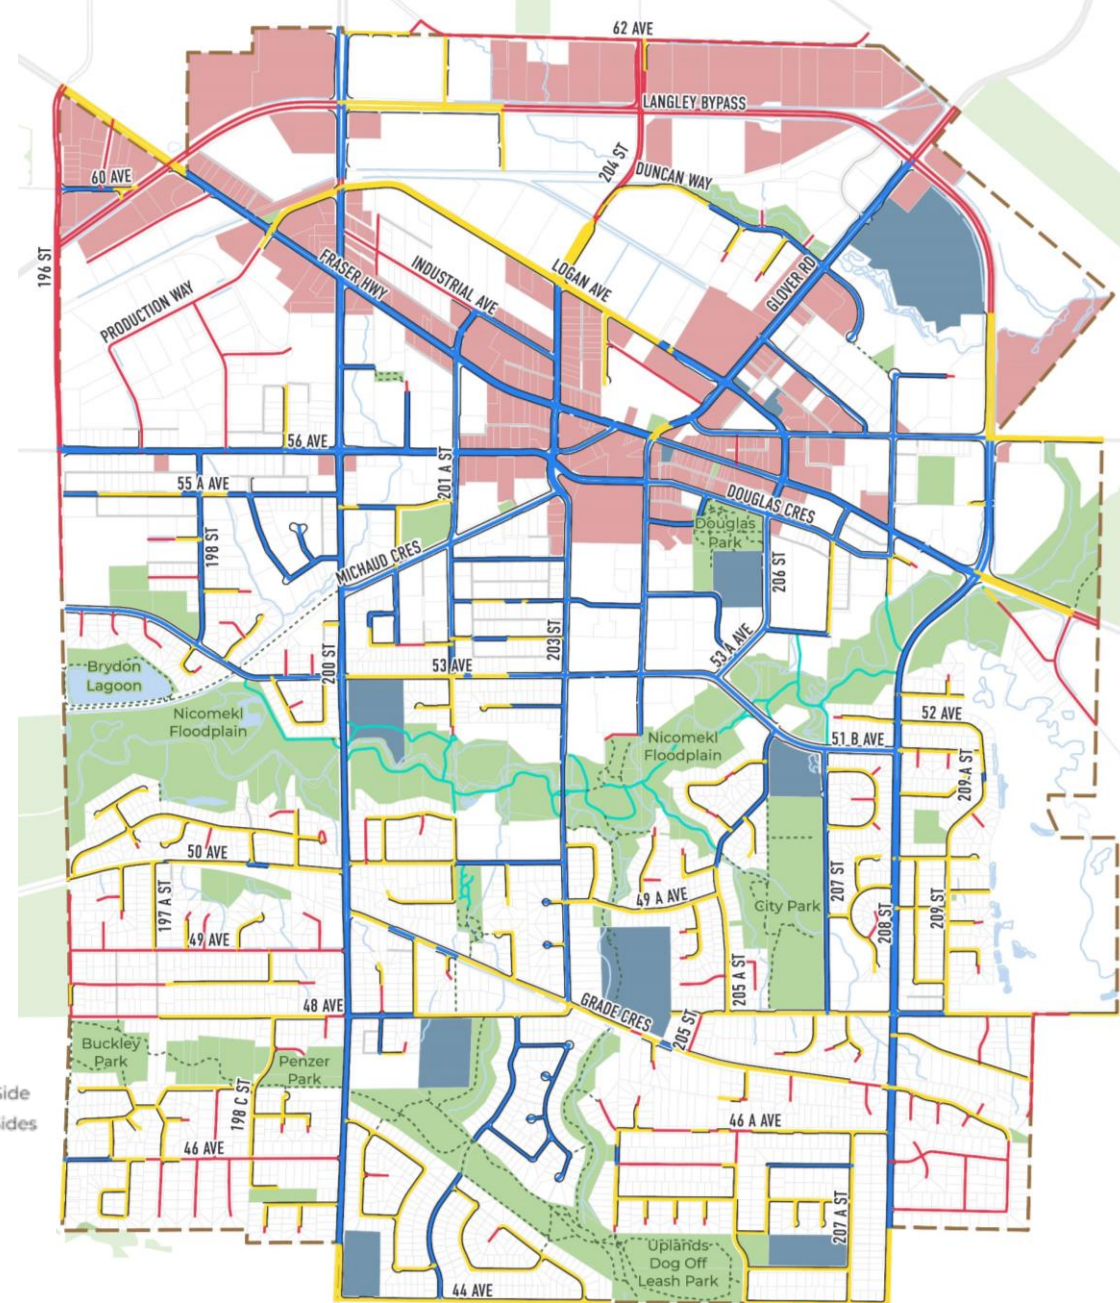 62 AVE
LANGLEY BYPASS
204 ST
DUNCAN WAY
60 AVE
196 ST
FRASER HWY
INDUSTRIAL AVE
LOGAN AVE
GLOVER RD
PRODUCTION WAY
56 AVE
201 A ST
55 A AVE
DOUGLAS CRES
Douglas
Park
198 ST
MICHAUD CRES
206 ST
203 ST
53 A AVE
200 ST
53 AVE
Brydon
Lagoon
Nicomekl
Floodplain
52 AVE
Nicomekl
Floodplain
51 B AVE
209 A ST
50 AVE
197 A ST
49 A AVE
City Park
207 ST
208 ST
209 ST
49 AVE
205 A ST
48 AVE
GRADE CRES
205 ST
Buckley
Park
Penzer
Park
Side
Sides
198 C ST
46 AVE
46 A AVE
207 A ST
Uplands
Dog Off
Leash Park
44 AVE